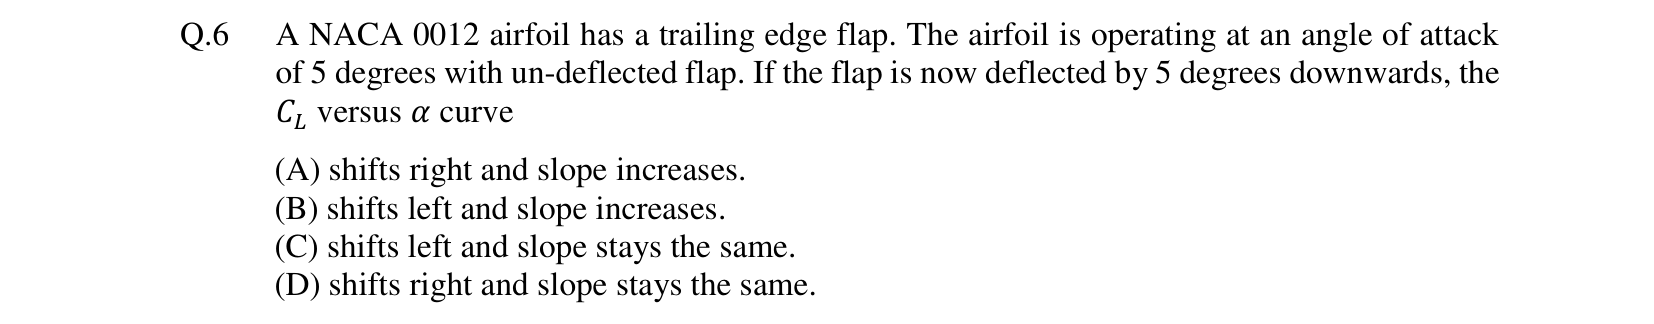 Q.6 A NACA 0012 airfoil has a trailing edge flap. The airfoil is operating at an angle of attack
of 5 degrees with un-deflected flap. If the flap is now deflected by 5 degrees downwards, the
C_L versus α curve
(A) shifts right and slope increases.
(B) shifts left and slope increases.
(C) shifts left and slope stays the same.
(D) shifts right and slope stays the same.